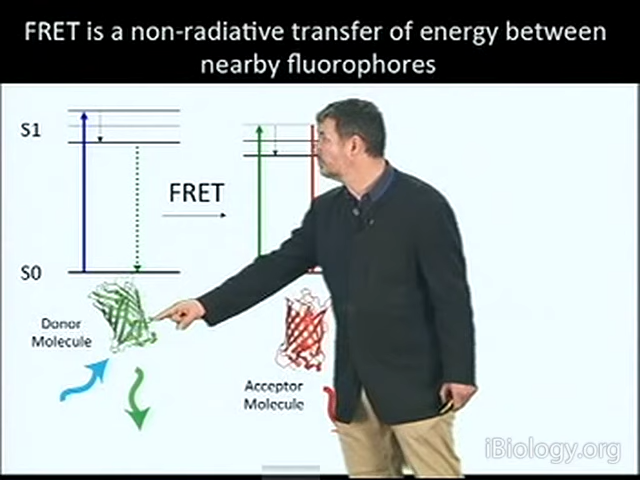 FRET is a non-radiative transfer of energy between
nearby fluorophores
S1
FRET
S0
Donor
Molecule
Acceptor
Molecule
iBiology.org